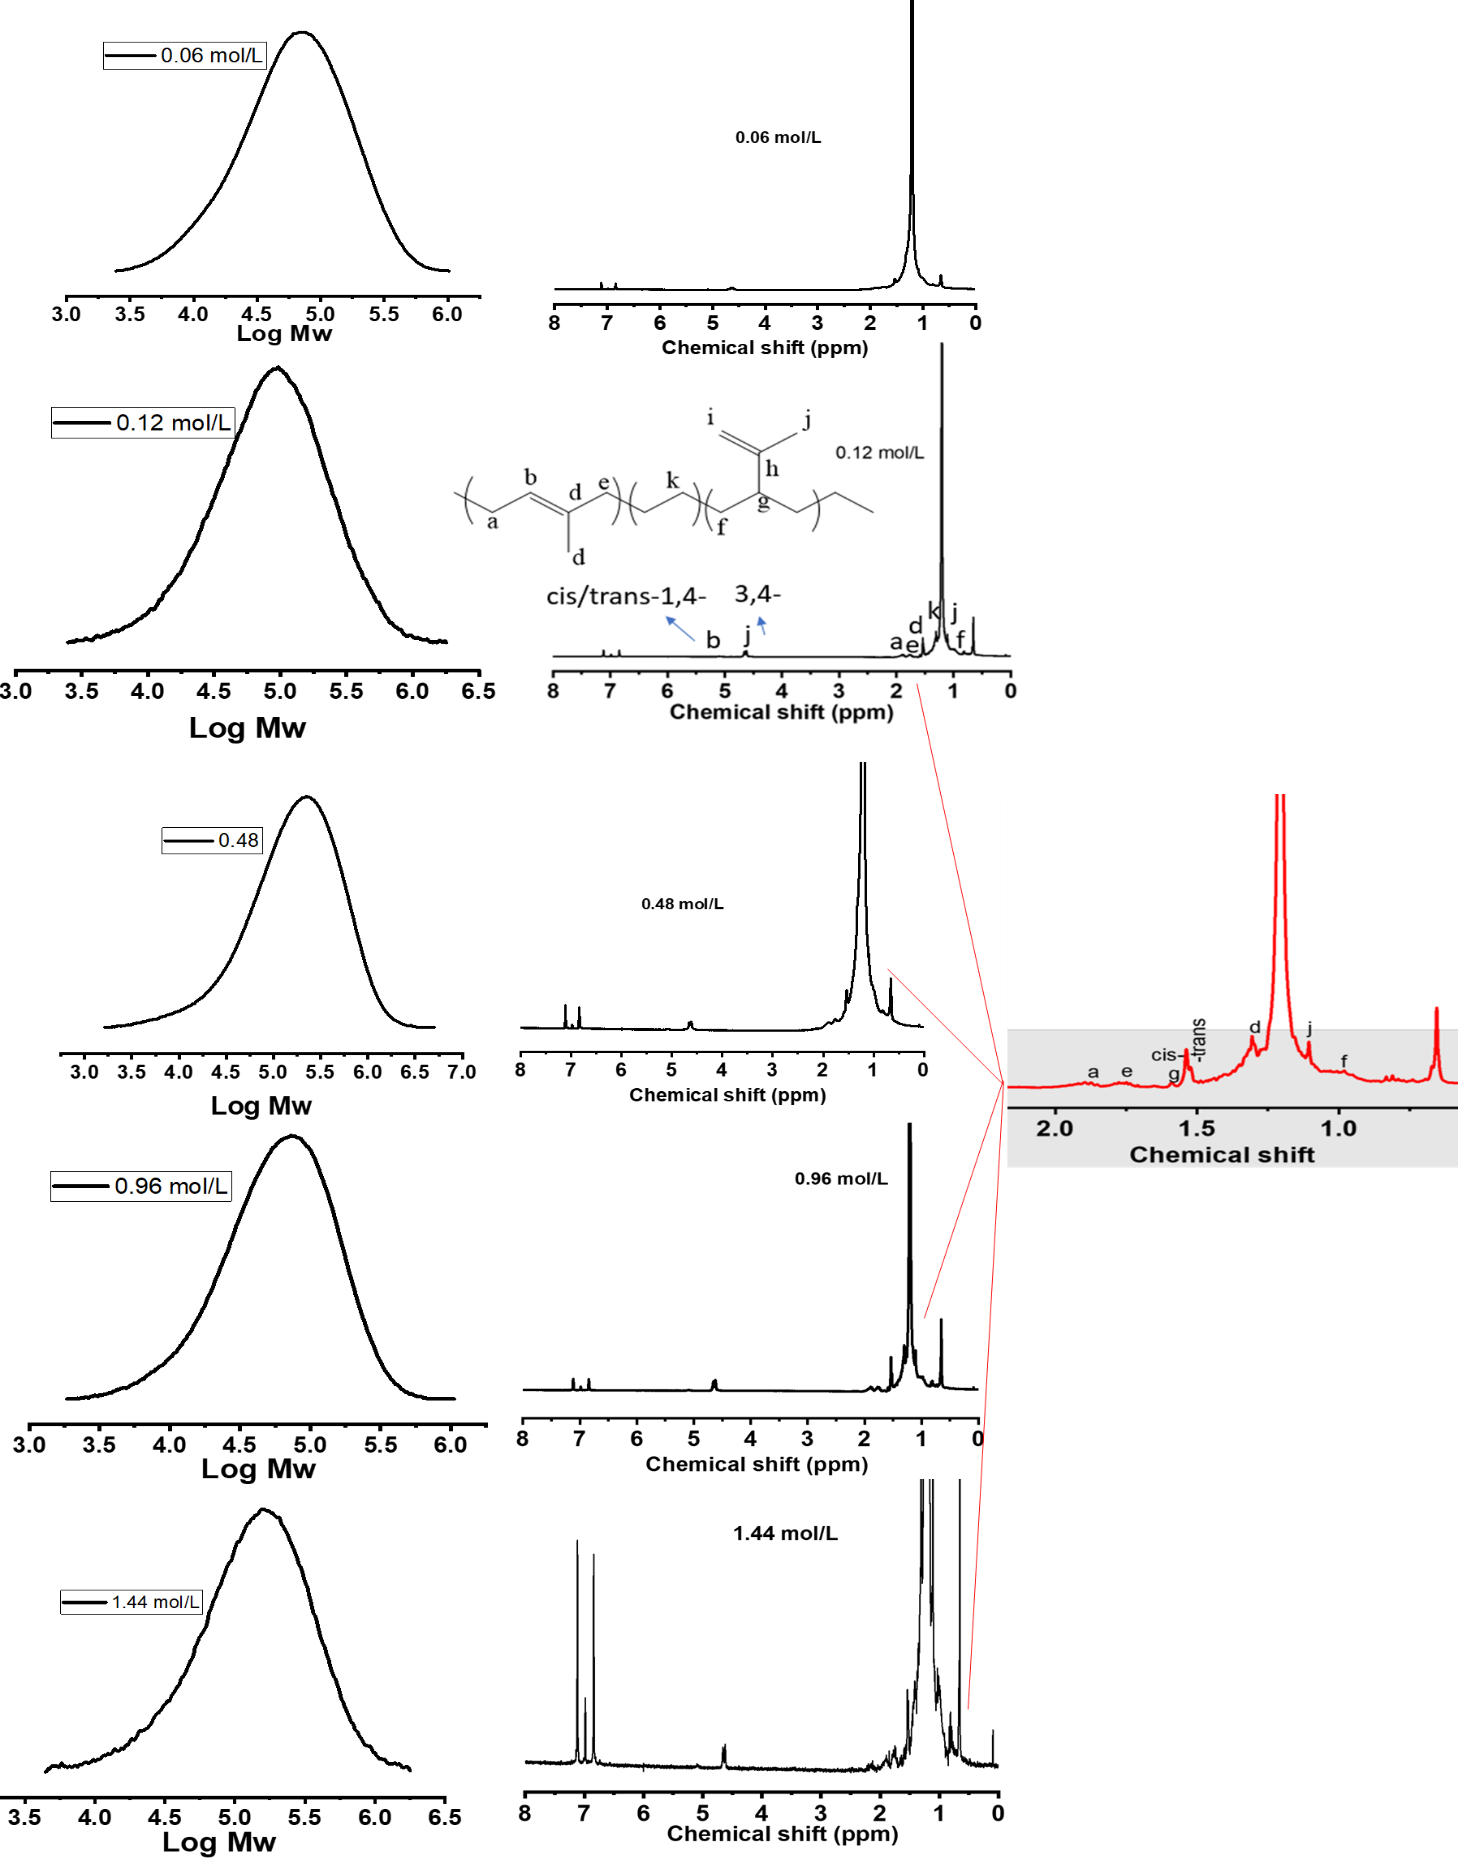 0.06 mol/L
3.0 3.5 4.0 4.5 5.0 5.5 6.0
Log Mw
0.06 mol/L
8 7 6 5 4 3 2 1 0
Chemical shift (ppm)
0.12 mol/L
3.0 3.5 4.0 4.5 5.0 5.5 6.0 6.5
Log Mw
i j
h
b d e k
a f g
d
0.12 mol/L
cis/trans-1,4- 3,4-
b j a e d k j f
8 7 6 5 4 3 2 1 0
Chemical shift (ppm)
0.48
3.0 3.5 4.0 4.5 5.0 5.5 6.0 6.5 7.0
Log Mw
0.48 mol/L
8 7 6 5 4 3 2 1 0
Chemical shift (ppm)
a e g cis- -trans d j f
2.0 1.5 1.0
Chemical shift
0.96 mol/L
3.0 3.5 4.0 4.5 5.0 5.5 6.0
Log Mw
0.96 mol/L
8 7 6 5 4 3 2 1 0
Chemical shift (ppm)
1.44 mol/L
3.5 4.0 4.5 5.0 5.5 6.0 6.5
Log Mw
1.44 mol/L
8 7 6 5 4 3 2 1 0
Chemical shift (ppm)